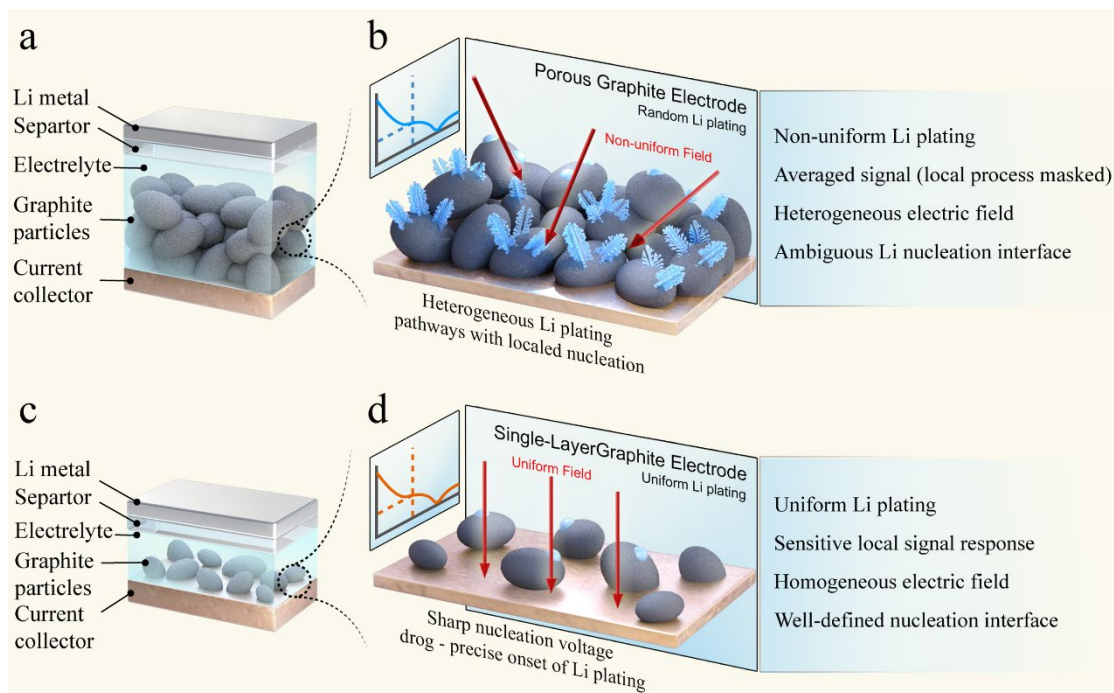 a
Li metal
Separtor
Electrelyte
Graphite
particles
Current
collector
b
Porous Graphite Electrode
Random Li plating
Non-uniform Field
Heterogeneous Li plating
pathways with localed nucleation
Non-uniform Li plating
Averaged signal (local process masked)
Heterogeneous electric field
Ambiguous Li nucleation interface
c
Li metal
Separtor
Electrelyte
Graphite
particles
Current
collector
d
Single-LayerGraphite Electrode
Uniform Li plating
Uniform Field
Sharp nucleation voltage
drog - precise onset of Li plating
Uniform Li plating
Sensitive local signal response
Homogeneous electric field
Well-defined nucleation interface